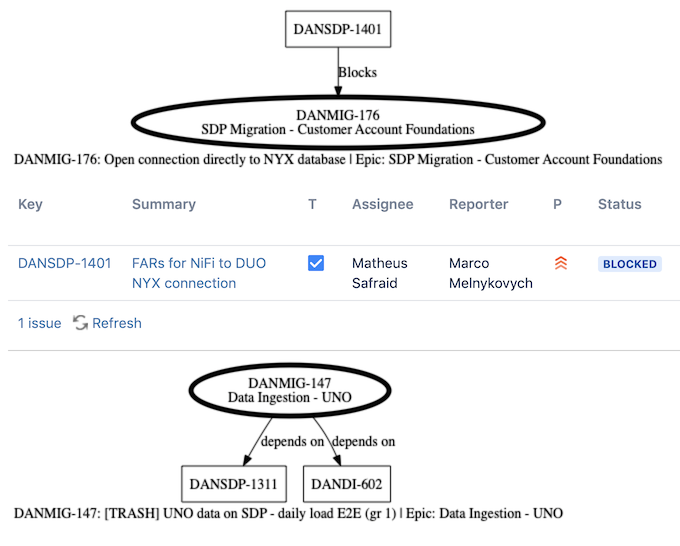 DANSDP-1401
Blocks
DANMIG-176
SDP Migration - Customer Account Foundations
DANMIG-176: Open connection directly to NYX database | Epic: SDP Migration - Customer Account Foundations
Key Summary T Assignee Reporter P Status
DANSDP-1401 FARs for NiFi to DUO Matheus Marco BLOCKED
NYX connection Safraid Melnykovych
1 issue Refresh
DANMIG-147
Data Ingestion - UNO
depends on depends on
DANSDP-1311 DANDI-602
DANMIG-147: [TRASH] UNO data on SDP - daily load E2E (gr 1) | Epic: Data Ingestion - UNO